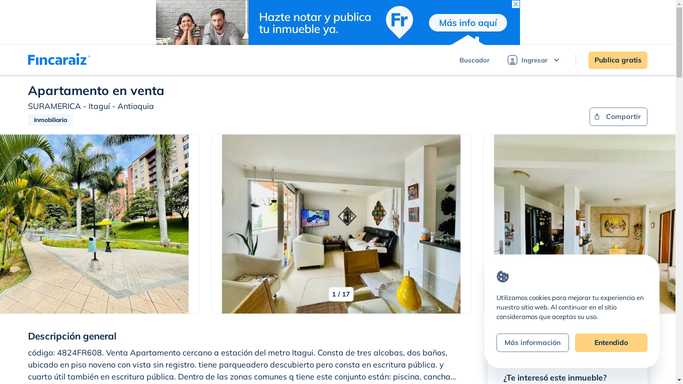 Hazte notar y publica
tu inmueble ya.
Fr
Más info aquí
Fincaraiz
Buscador
Ingresar
Publica gratis
Apartamento en venta
SURAMERICA - Itaguí - Antioquia
Inmobiliaria
Compartir
1 / 17
Utilizamos cookies para mejorar tu experiencia en
nuestro sitio web. Al continuar en el sitio
consideramos que aceptas su uso.
Más información
Entendido
Descripción general
código: 4824FR608. Venta Apartamento cercano a estación del metro Itagui. Consta de tres alcobas, dos baños,
ubicado en piso noveno con vista sin registro. tiene parqueadero descubierto pero consta en escritura pública. y
cuarto útil también en escritura pública. Dentro de las zonas comunes q tiene este conjunto están: piscina, cancha...
¿Te interesó este inmueble?